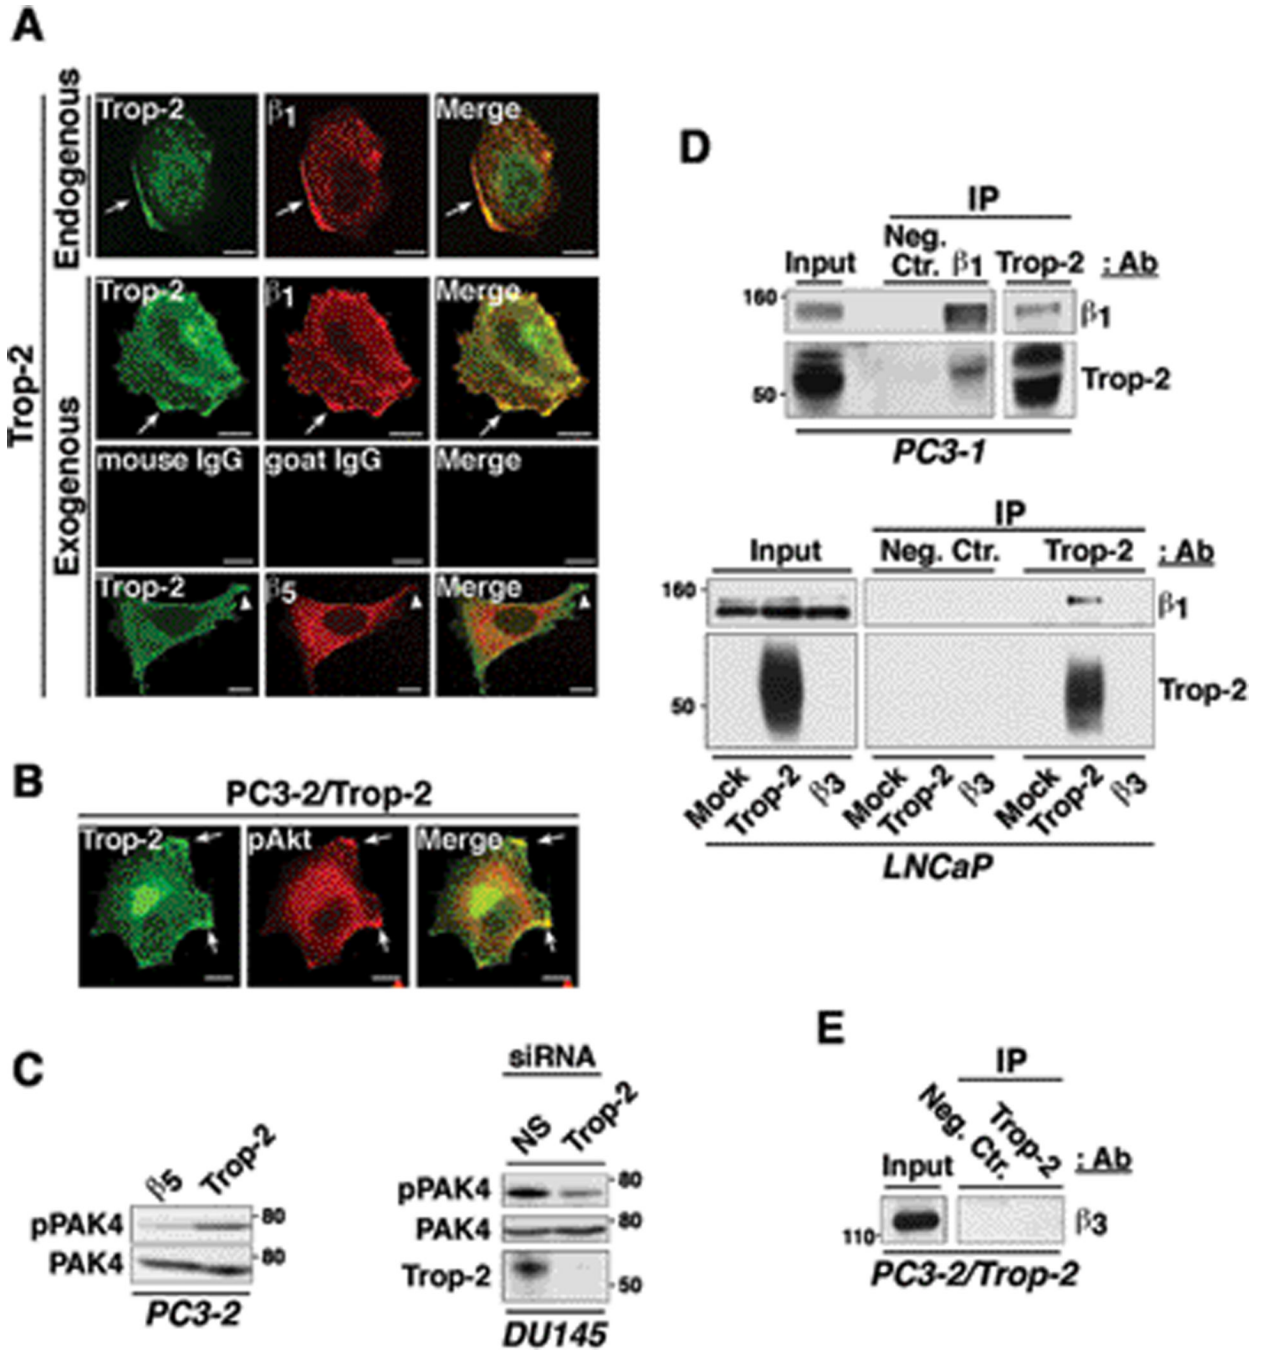 A
Trop-2
Endogenous
Trop-2 β1 Merge
Exogenous
Trop-2 β1 Merge
mouse IgG goat IgG Merge
Trop-2 β5 Merge
B
PC3-2/Trop-2
Trop-2 pAkt Merge
C
β5 Trop-2
pPAK4 80
PAK4 80
PC3-2
siRNA
NS Trop-2
pPAK4 80
PAK4 80
Trop-2 50
DU145
D
IP
Neg.
Input Ctr. β1 Trop-2 : Ab
160 β1
50 Trop-2
PC3-1
IP
Input Neg. Ctr. Trop-2 : Ab
160 β1
50 Trop-2
Mock Trop-2 β3 Mock Trop-2 β3 Mock Trop-2 β3
LNCaP
E
IP
Input Neg. Ctr. Trop-2 : Ab
110 β3
PC3-2/Trop-2